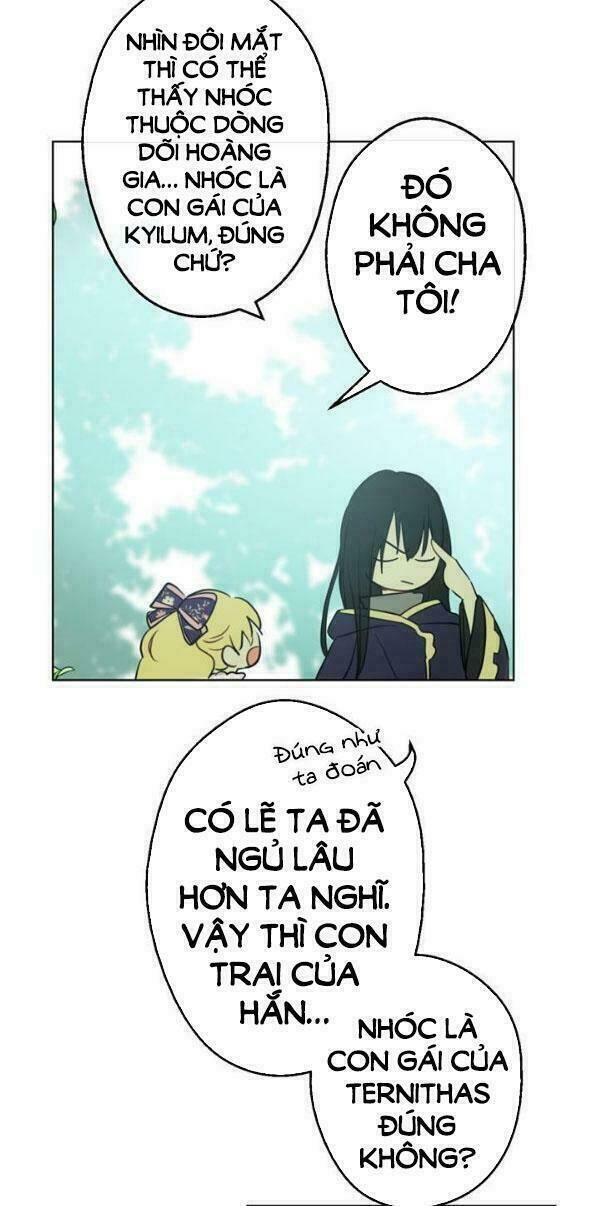 NHÌN ĐÔI MẮT
THÌ CÓ THỂ
THẤY NHÓC
THUỘC DÒNG
DÕI HOÀNG
GIA... NHÓC LÀ
CON GÁI CỦA
KYILUM, ĐÚNG
CHỨ?
ĐÓ
KHÔNG
PHẢI CHA
TÔI!
Đúng như
ta đoán
CÓ LẼ TA ĐÃ
NGỦ LÂU
HƠN TA NGHĨ.
VẬY THÌ CON
TRAI CỦA
HẮN...
NHÓC LÀ
CON GÁI CỦA
TERNITHAS
ĐÚNG
KHÔNG?